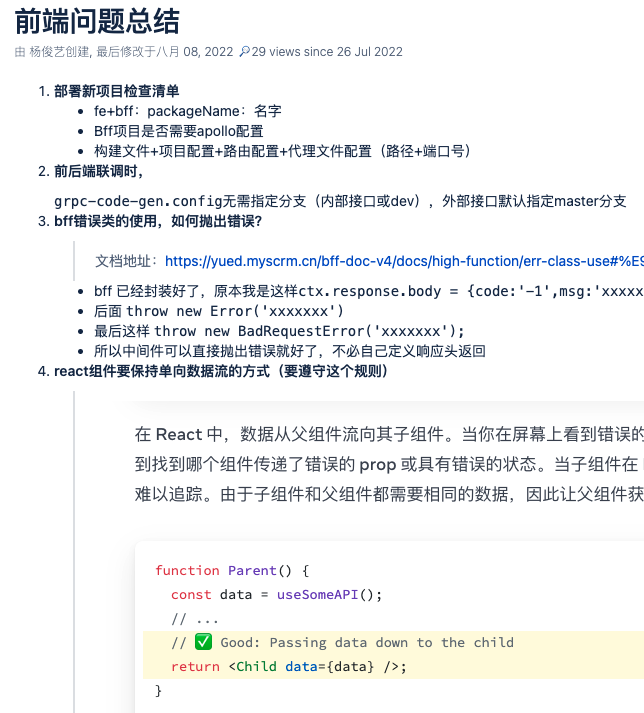 前端问题总结
由 杨俊艺创建, 最后修改于八月 08, 2022 29 views since 26 Jul 2022
1. 部署新项目检查清单
• fe+bff：packageName：名字
• Bff项目是否需要apollo配置
• 构建文件+项目配置+路由配置+代理文件配置（路径+端口号）
2. 前后端联调时，
grpc-code-gen.config无需指定分支（内部接口或dev），外部接口默认指定master分支
3. bff错误类的使用，如何抛出错误？
文档地址：https://yued.myscrm.cn/bff-doc-v4/docs/high-function/err-class-use#%E9
• bff 已经封装好了，原本我是这样ctx.response.body = {code:'-1',msg:'xxxxx
• 后面 throw new Error('xxxxxxx')
• 最后这样 throw new BadRequestError('xxxxxxx');
• 所以中间件可以直接抛出错误就好了，不必自己定义响应头返回
4. react组件要保持单向数据流的方式（要遵守这个规则）
在 React 中，数据从父组件流向其子组件。当你在屏幕上看到错误的
到找到哪个组件传递了错误的 prop 或具有错误的状态。当子组件在
难以追踪。由于子组件和父组件都需要相同的数据，因此让父组件获
function Parent() {
const data = useSomeAPI();
// ...
// ✅ Good: Passing data down to the child
return <Child data={data} />;
}